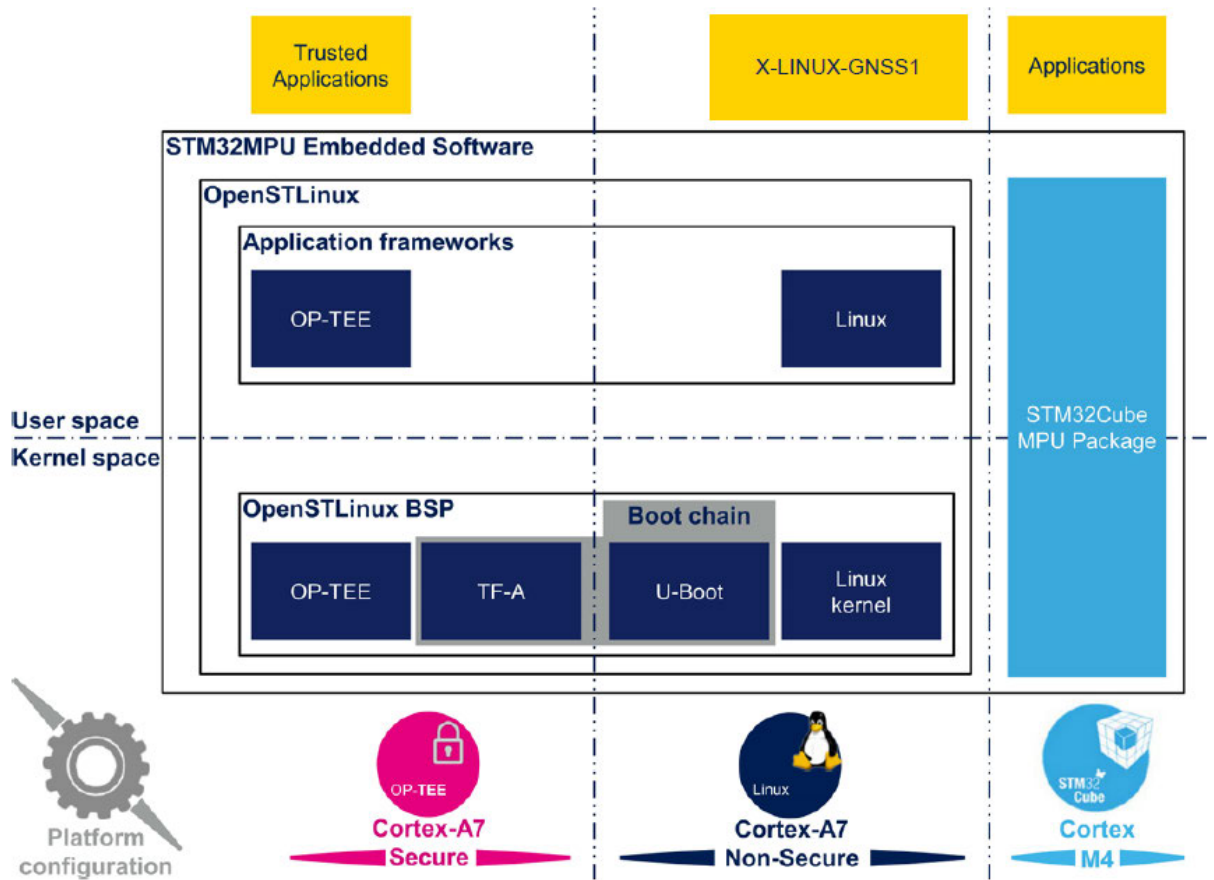 Trusted
Applications
X-LINUX-GNSS1
Applications
STM32MPU Embedded Software
OpenSTLinux
Application frameworks
OP-TEE
Linux
User space
Kernel space
STM32Cube
MPU Package
OpenSTLinux BSP
Boot chain
OP-TEE
TF-A
U-Boot
Linux
kernel
Platform
configuration
OP-TEE
Cortex-A7
Secure
Linux
Cortex-A7
Non-Secure
STM32
Cube
Cortex
M4